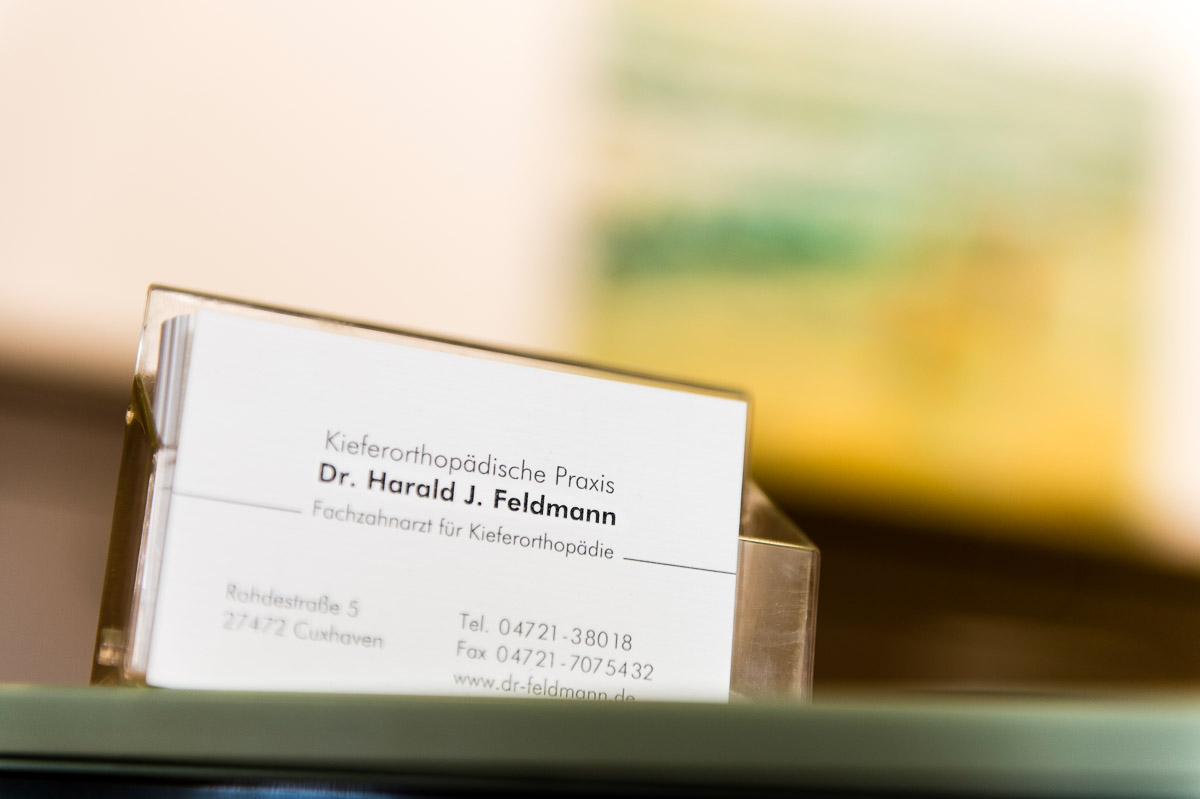 Kieferorthopädische Praxis
Dr. Harald J. Feldmann
Fachzahnarzt für Kieferorthopädie
Rohdestraße 5
27472 Cuxhaven
Tel. 04721-38018
Fax 04721-7075432
www.dr-feldmann.de